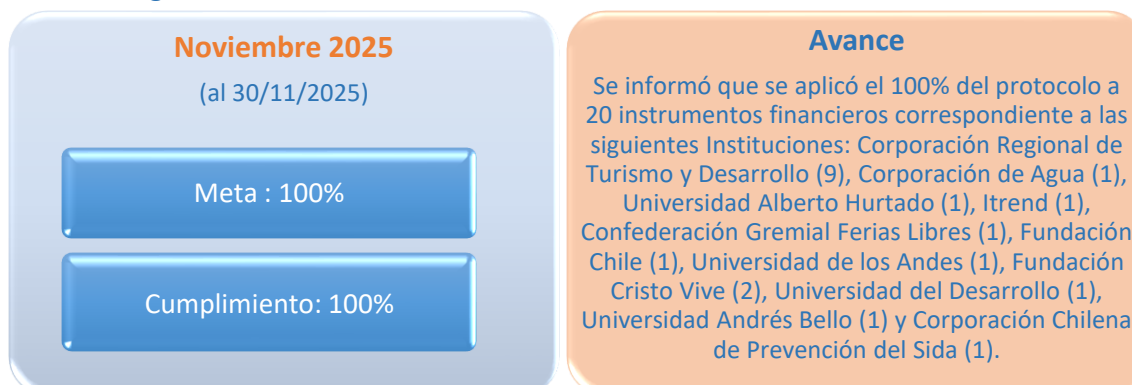 Noviembre 2025
(al 30/11/2025)
Meta : 100%
Cumplimiento: 100%
Avance
Se informó que se aplicó el 100% del protocolo a
20 instrumentos financieros correspondiente a las
siguientes Instituciones: Corporación Regional de
Turismo y Desarrollo (9), Corporación de Agua (1),
Universidad Alberto Hurtado (1), Itrend (1),
Confederación Gremial Ferias Libres (1), Fundación
Chile (1), Universidad de los Andes (1), Fundación
Cristo Vive (2), Universidad del Desarrollo (1),
Universidad Andrés Bello (1) y Corporación Chilena
de Prevención del Sida (1).